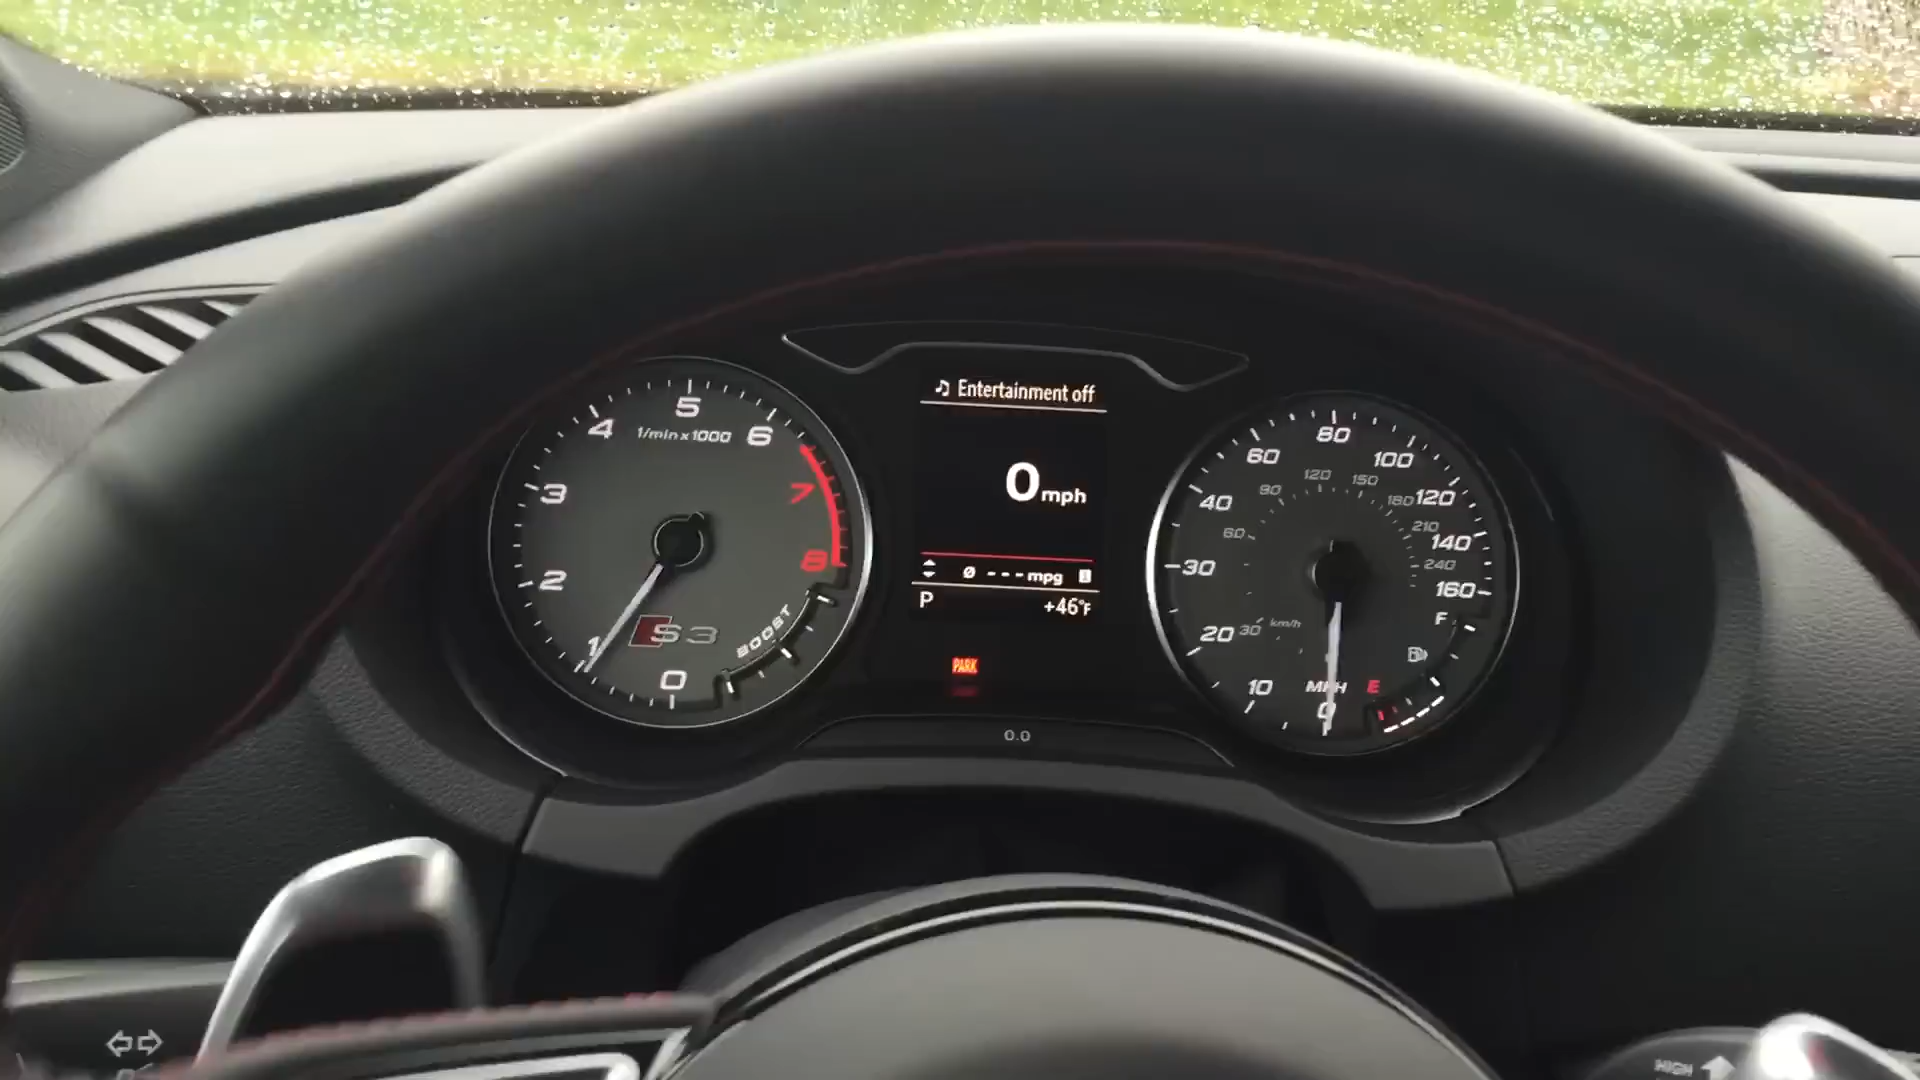 ♫ Entertainment off
0 mph
Ø ---mpg
P
+46°F
PARK
0.0
0
1
2
3
4
5
6
7
8
1/min x 1000
S3
BOOST
0
10
20
30
40
60
80
100
120
140
160
MPH
30
60
90
120
150
180
210
240
km/h
F
E
HIGH